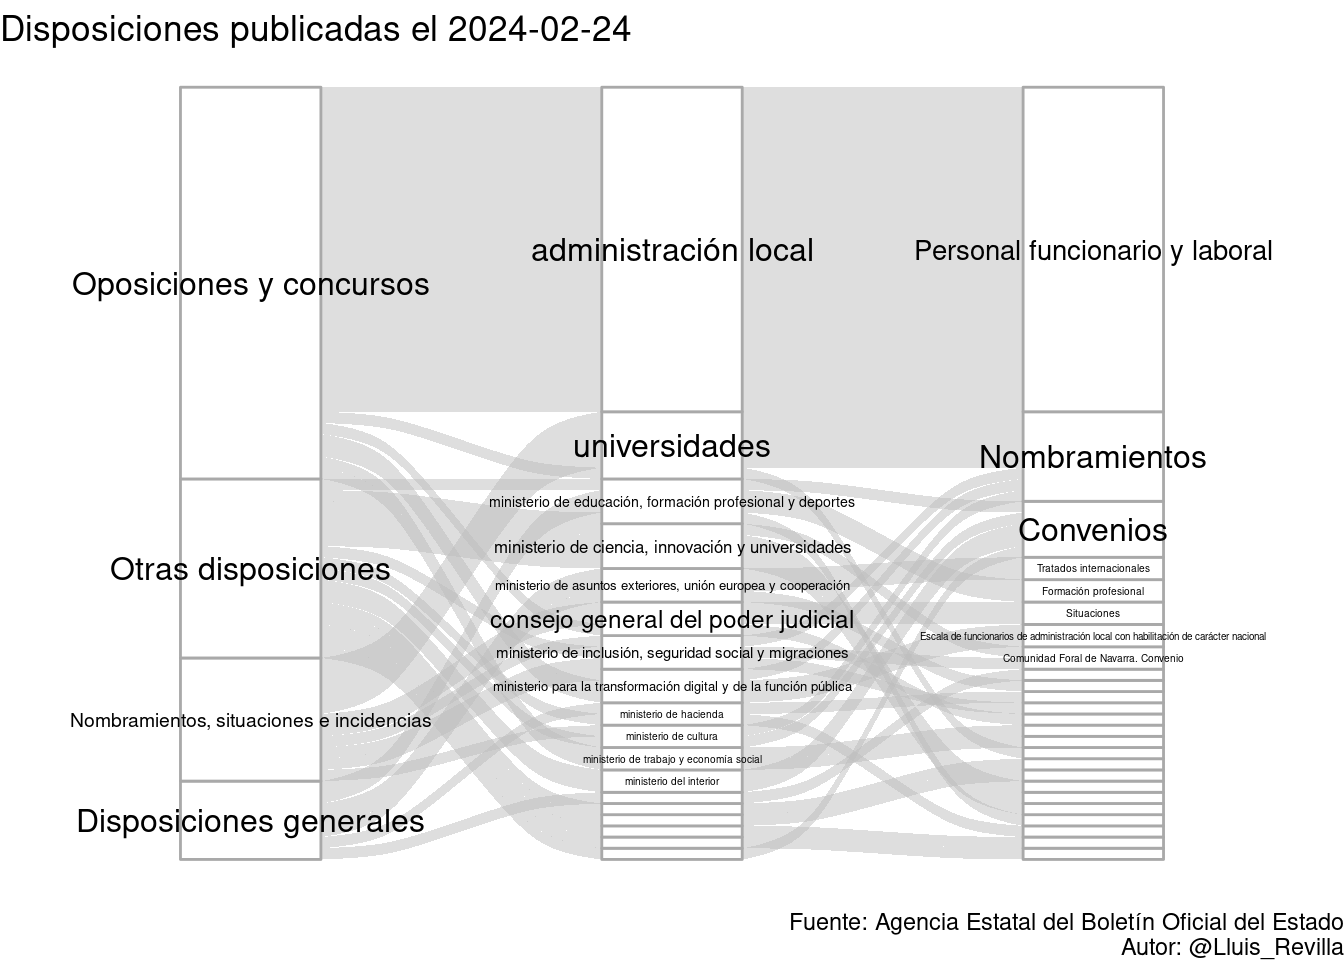 Disposiciones publicadas el 2024-02-24
Oposiciones y concursos
Otras disposiciones
Nombramientos, situaciones e incidencias
Disposiciones generales
administración local
universidades
ministerio de educación, formación profesional y deportes
ministerio de ciencia, innovación y universidades
ministerio de asuntos exteriores, unión europea y cooperación
consejo general del poder judicial
ministerio de inclusión, seguridad social y migraciones
ministerio para la transformación digital y de la función pública
ministerio de hacienda
ministerio de cultura
ministerio de trabajo y economía social
ministerio del interior
Personal funcionario y laboral
Nombramientos
Convenios
Tratados internacionales
Formación profesional
Situaciones
Escala de funcionarios de administración local con habilitación de carácter nacional
Comunidad Foral de Navarra. Convenio
Fuente: Agencia Estatal del Boletín Oficial del Estado
Autor: @Lluis_Revilla